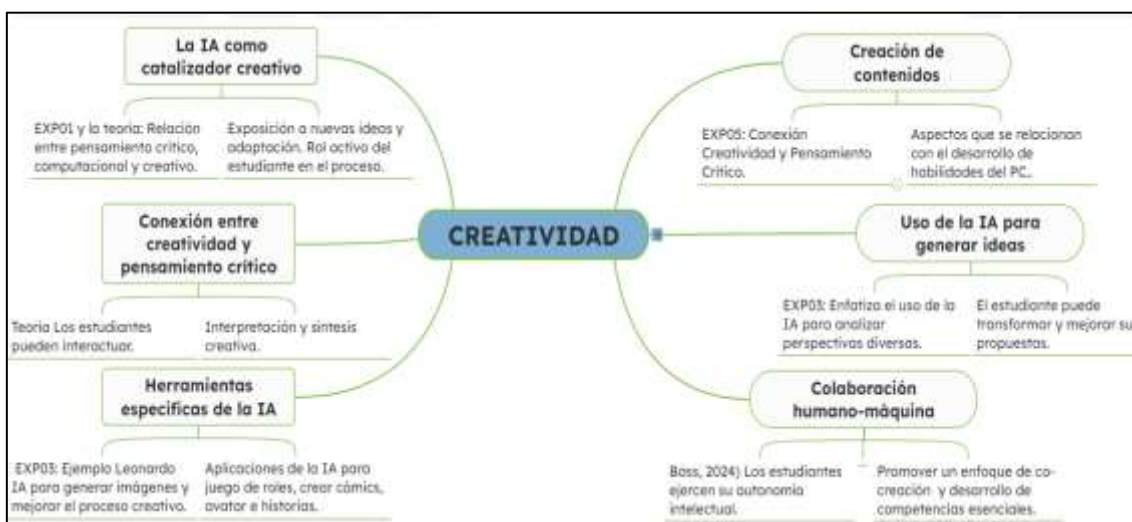 La IA como
catalizador creativo
EXP01 y la teoría: Relación
entre pensamiento crítico,
computacional y creativo.
Exposición a nuevas ideas y
adaptación. Rol activo del
estudiante en el proceso.
Conexión entre
creatividad y
pensamiento crítico
Teoría Los estudiantes
pueden interactuar.
Interpretación y síntesis
creativa.
Herramientas
específicas de la IA
EXP03: Ejemplo Leonardo
IA para generar imágenes y
mejorar el proceso creativo.
Aplicaciones de la IA para
juego de roles, crear cómics,
avatar e historias.
CREATIVIDAD
Creación de
contenidos
EXP05: Conexión
Creatividad y Pensamiento
Crítico.
Aspectos que se relacionan
con el desarrollo de
habilidades del PC.
Uso de la IA para
generar ideas
EXP03: Enfatiza el uso de la
IA para analizar
perspectivas diversas.
El estudiante puede
transformar y mejorar su
propuestas.
Colaboración
humano-máquina
Bass, 2024) Los estudiantes
ejercen su autonomía
intelectual.
Promover un enfoque de co-
creación y desarrollo de
competencias esenciales.